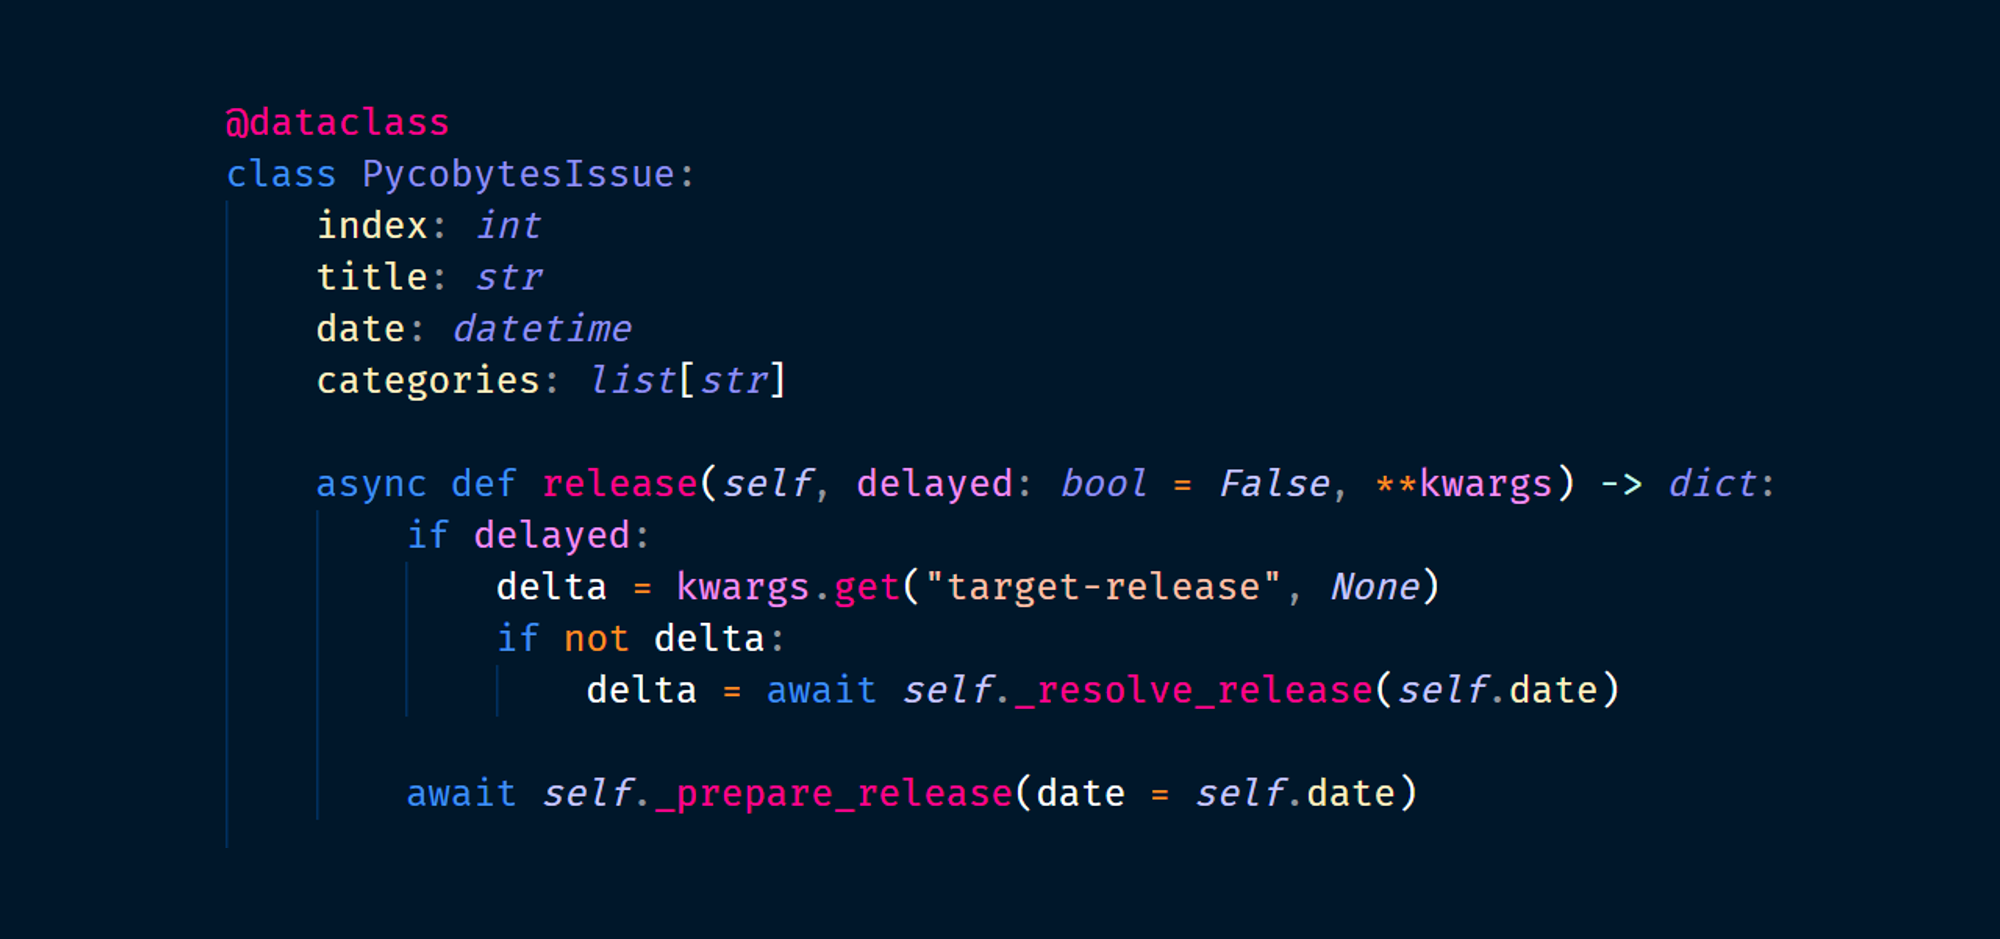 @dataclass
class PycobytesIssue:
    index: int
    title: str
    date: datetime
    categories: list[str]

    async def release(self, delayed: bool = False, **kwargs) -> dict:
        if delayed:
            delta = kwargs.get("target-release", None)
            if not delta:
                delta = await self._resolve_release(self.date)

        await self._prepare_release(date = self.date)